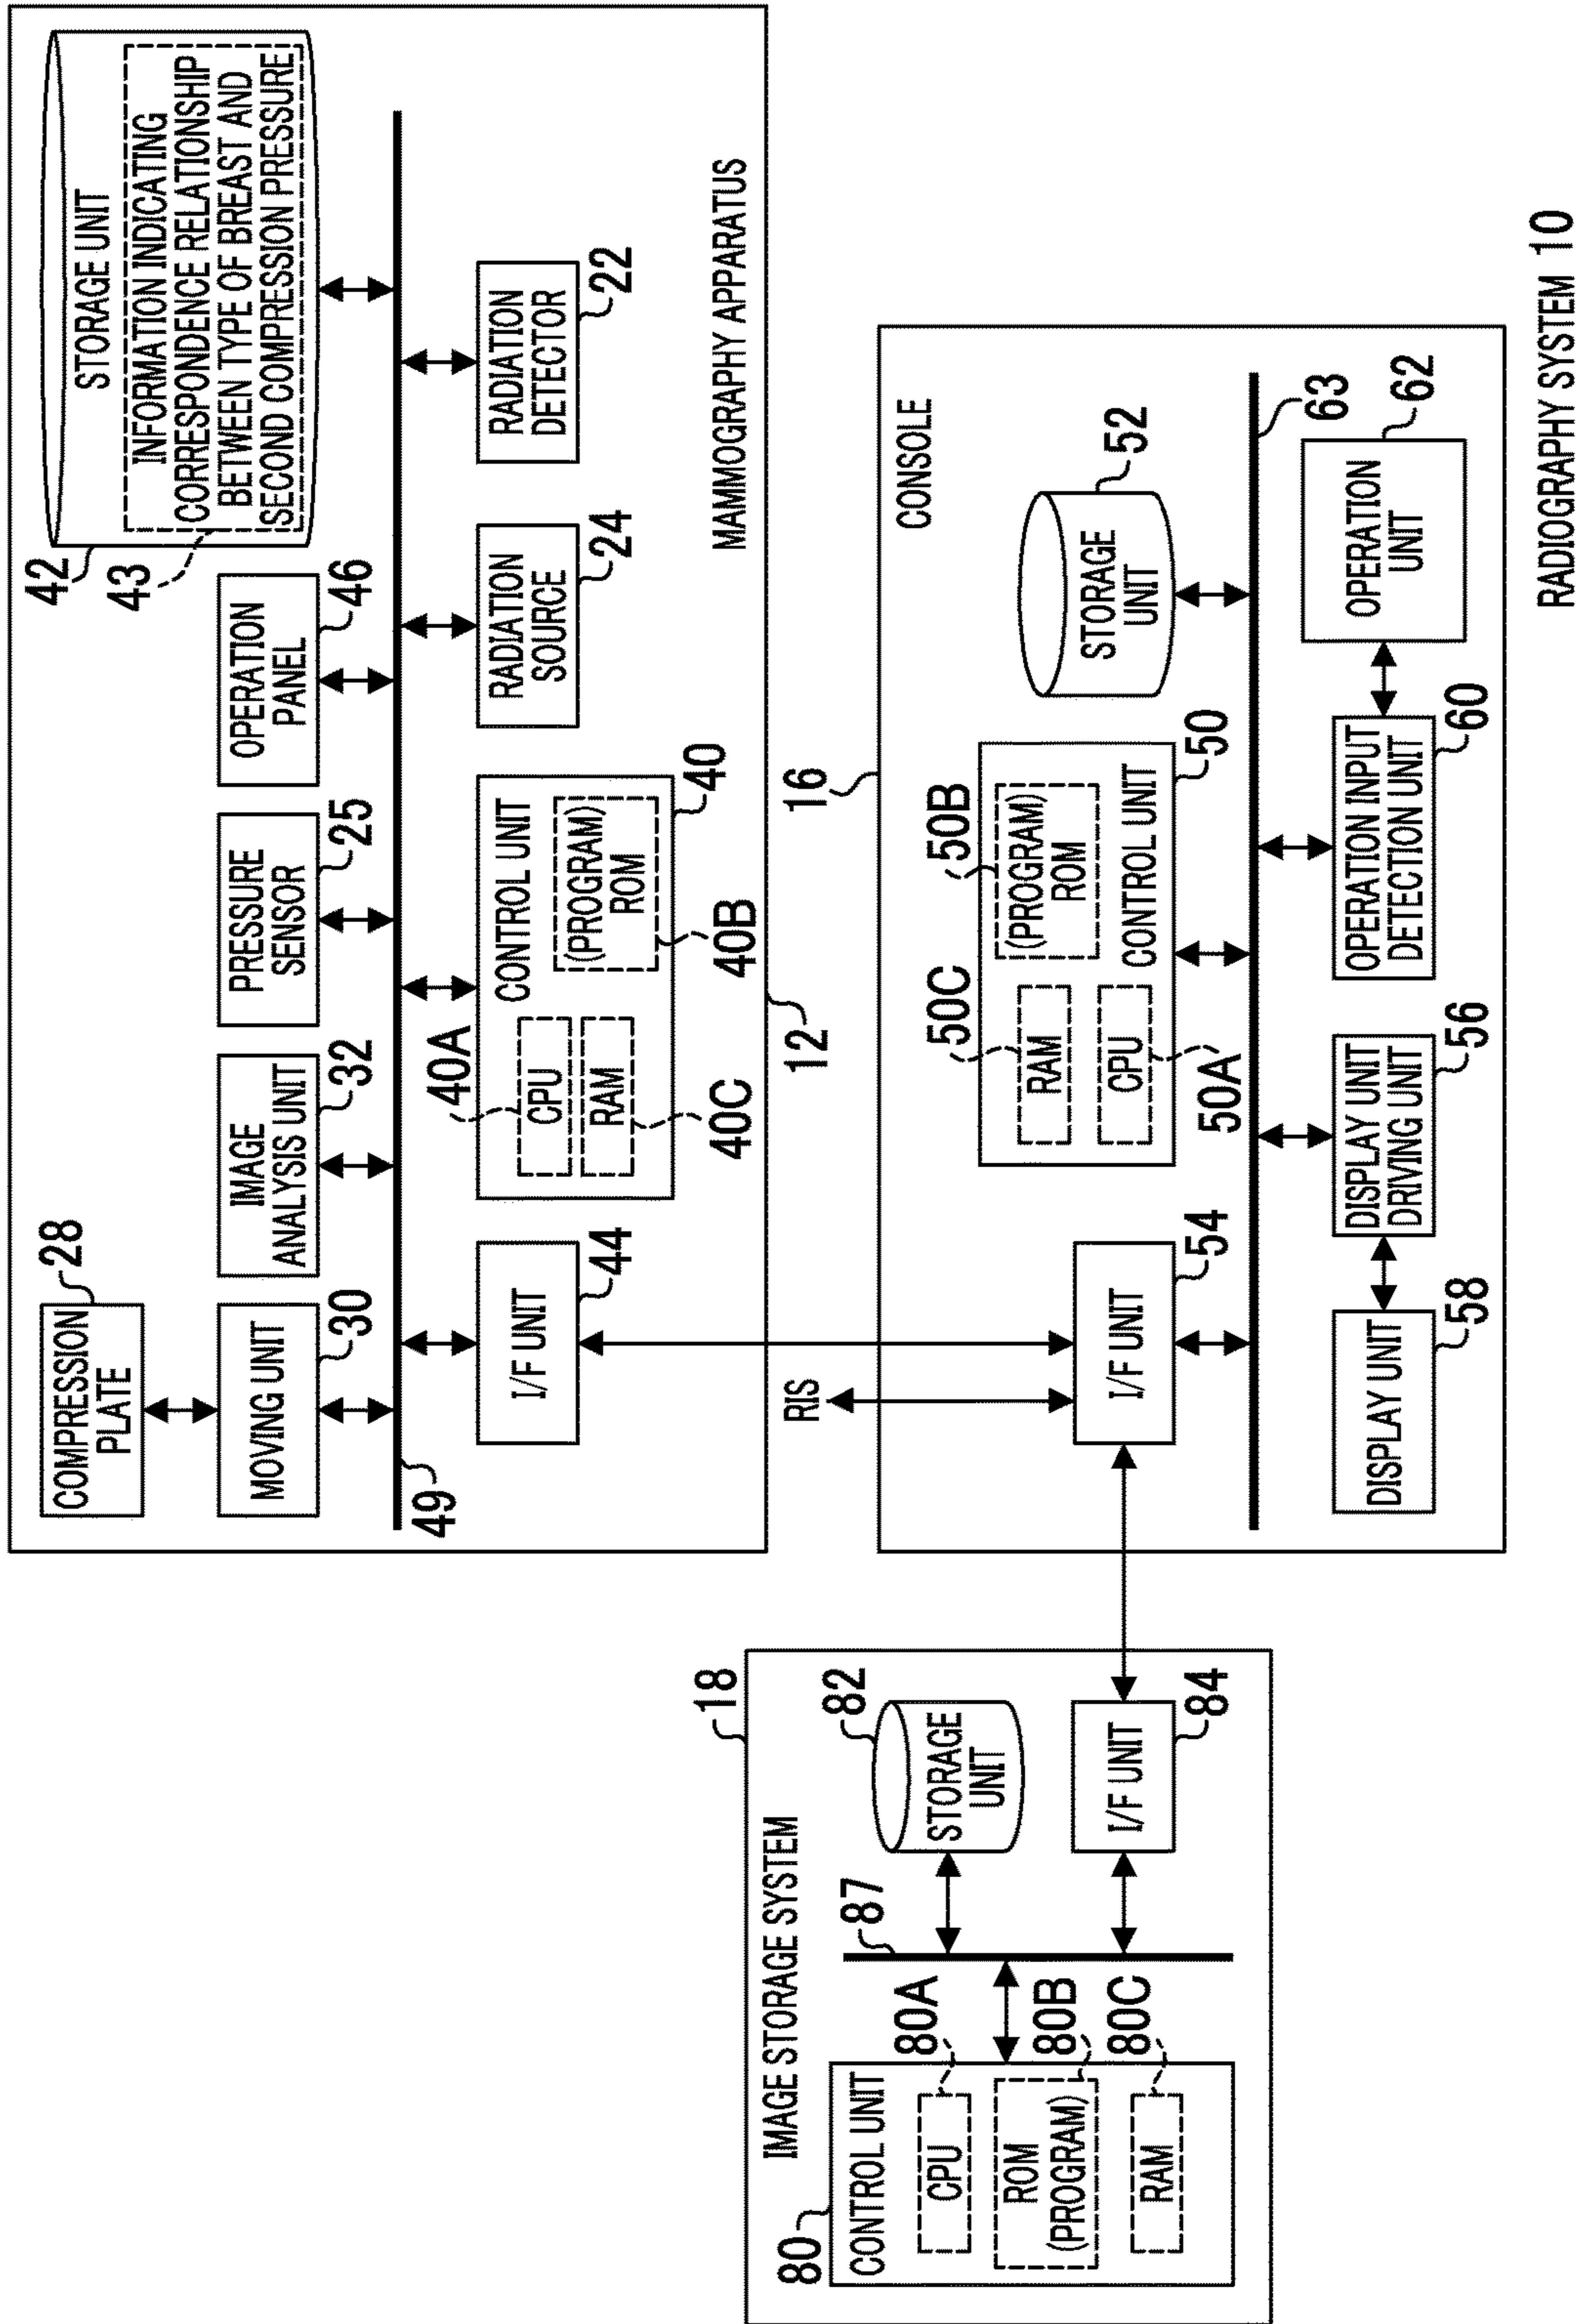 COMPRESSION
PLATE
28
MOVING UNIT
30
IMAGE
ANALYSIS UNIT
32
PRESSURE
SENSOR
25
OPERATION
PANEL
46
STORAGE UNIT
42
INFORMATION INDICATING
CORRESPONDENCE RELATIONSHIP
BETWEEN TYPE OF BREAST AND
SECOND COMPRESSION PRESSURE
43
49
I/F UNIT
44
CONTROL UNIT
40
CPU
40A
RAM
40C
(PROGRAM)
ROM
40B
RADIATION
SOURCE
24
RADIATION
DETECTOR
22
MAMMOGRAPHY APPARATUS
12
RIS
16
CONSOLE
I/F UNIT
54
50C
RAM
CPU
50A
50B
(PROGRAM)
ROM
CONTROL UNIT
50
STORAGE
UNIT
52
63
DISPLAY UNIT
58
DISPLAY UNIT
DRIVING UNIT
56
OPERATION INPUT
DETECTION UNIT
60
OPERATION
UNIT
62
18
IMAGE STORAGE SYSTEM
80
CONTROL UNIT
CPU
80A
ROM
(PROGRAM)
80B
RAM
80C
87
STORAGE
UNIT
82
I/F UNIT
84
RADIOGRAPHY SYSTEM 10